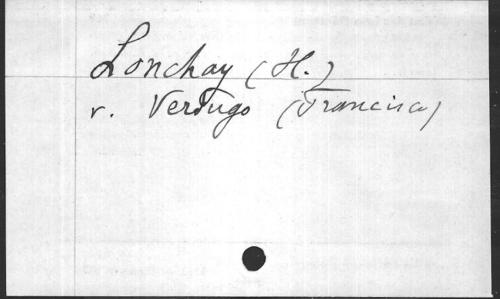 Lonchay (H.)
v. Verdugo (Francisco)